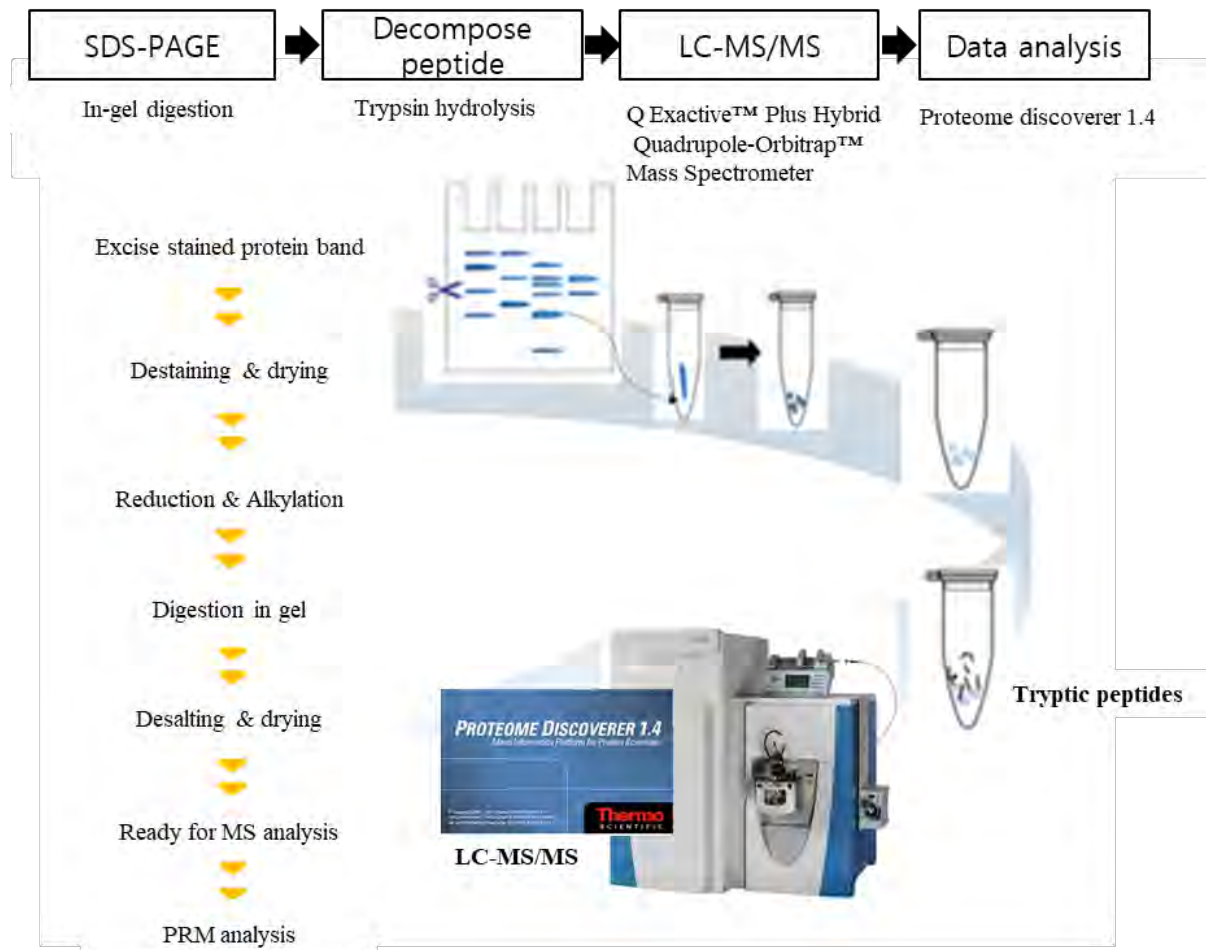 SDS-PAGE
Decompose
peptide
LC-MS/MS
Data analysis
In-gel digestion
Trypsin hydrolysis
Q Exactive™ Plus Hybrid
Quadrupole-Orbitrap™
Mass Spectrometer
Proteome discoverer 1.4
Excise stained protein band
Destaining & drying
Reduction & Alkylation
Digestion in gel
Desalting & drying
Ready for MS analysis
PRM analysis
Tryptic peptides
PROTEOME DISCOVERER 1.4
Thermo
SCIENTIFIC
LC-MS/MS